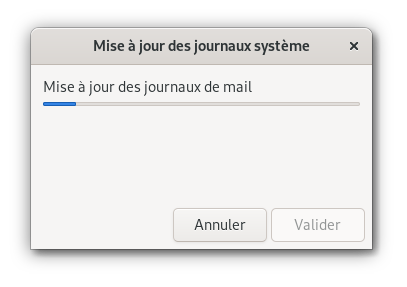 Mise à jour des journaux système
Mise à jour des journaux de mail
Annuler
Valider